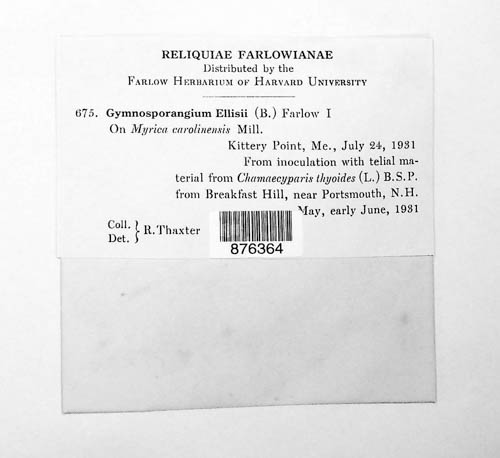 RELIQUIAE FARLOWIANAE
Distributed by the
FARLOW HERBARIUM OF HARVARD UNIVERSITY
675. Gymnosporangium Ellisii (B.) Farlow I
On Myrica carolinensis Mill.
Kittery Point, Me., July 24, 1931
From inoculation with telial ma-
terial from Chamaecyparis thyoides (L.) B.S.P.
from Breakfast Hill, near Portsmouth, N.H.
May, early June, 1931
Coll. } R. Thaxter
Det.
876364